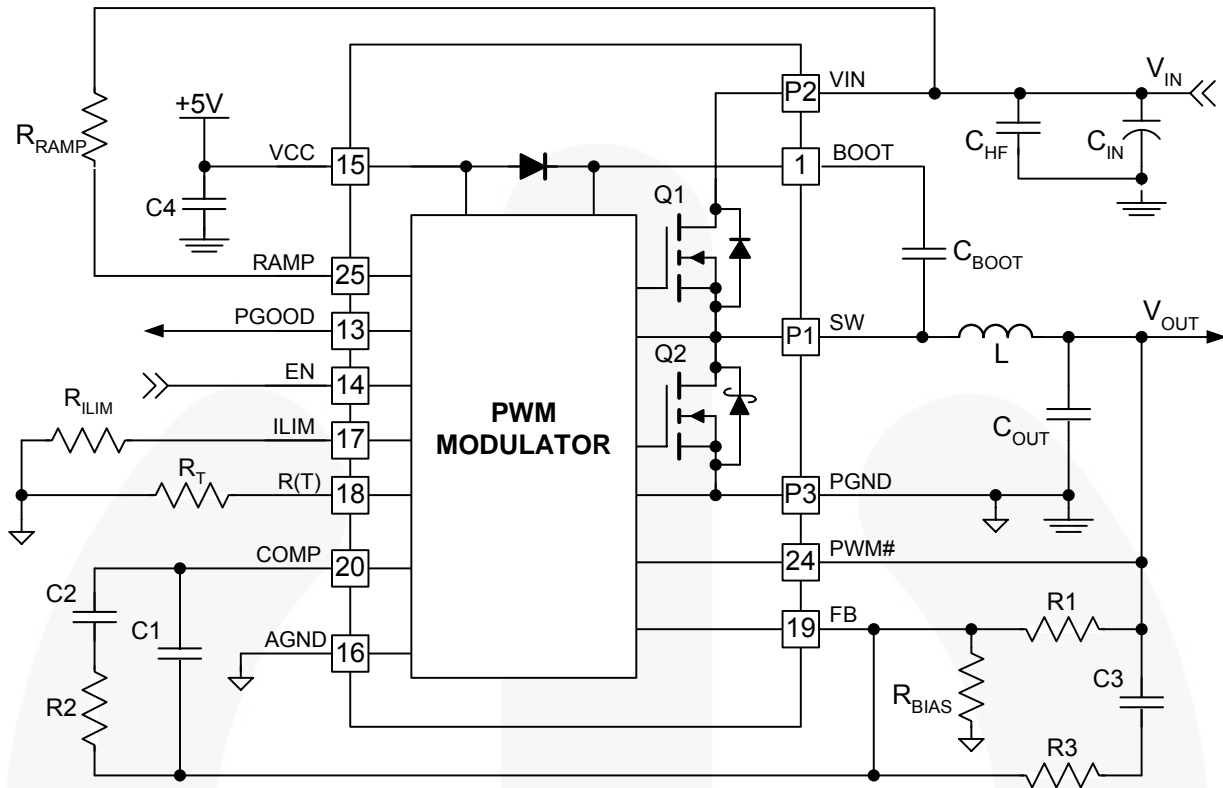 V_IN
P2 VIN
+5V
R_RAMP
C_HF
C_IN
VCC 15
1 BOOT
C4
Q1
C_BOOT
RAMP 25
PGOOD 13
P1 SW
L
V_OUT
EN 14
Q2
R_ILIM
ILIM 17
PWM
MODULATOR
C_OUT
R_T
R(T) 18
P3 PGND
COMP 20
24 PWM#
C2
C1
19 FB
R1
AGND 16
R2
R_BIAS
C3
R3